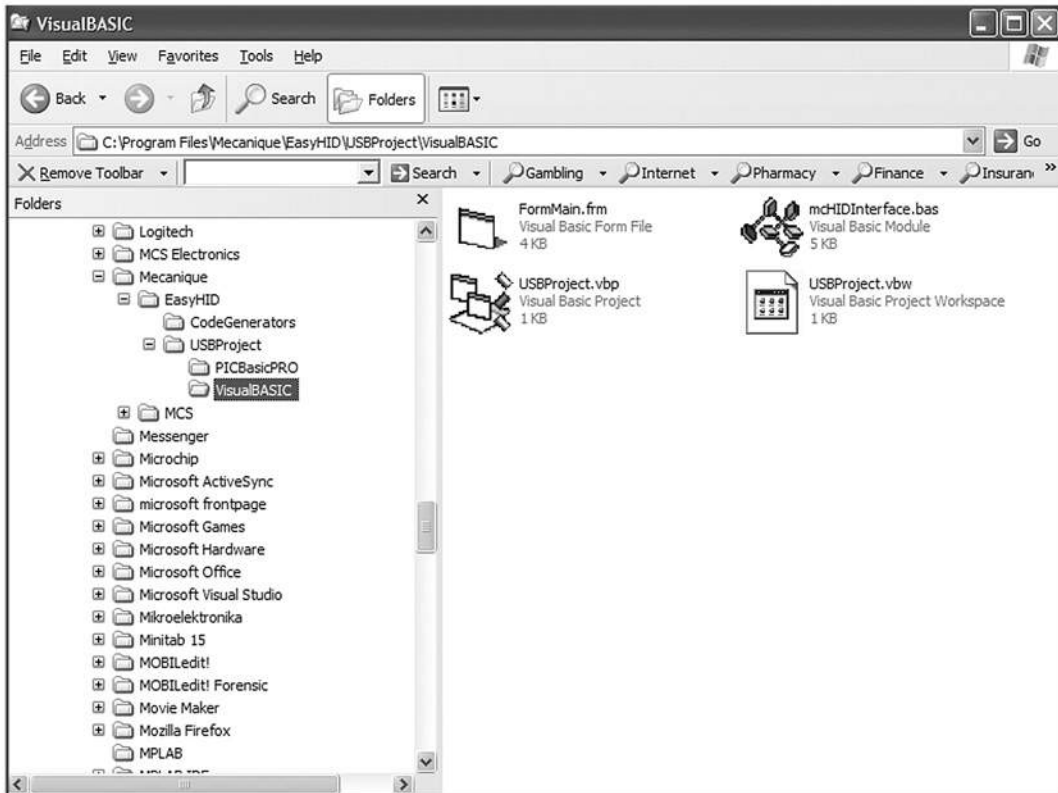 VisualBASIC
File Edit View Favorites Tools Help
Back Search Folders
Address C:\Program Files\Mecanique\EasyHID\USBProject\VisualBASIC Go
Remove Toolbar Search Gambling Internet Pharmacy Finance Insuran »
Folders
Logitech
MCS Electronics
Mecanique
EasyHID
CodeGenerators
USBProject
PICBasicPRO
VisualBASIC
MCS
Messenger
Microchip
Microsoft ActiveSync
microsoft frontpage
Microsoft Games
Microsoft Hardware
Microsoft Office
Microsoft Visual Studio
Mikroelektronika
Minitab 15
MOBILedit!
MOBILedit! Forensic
Movie Maker
Mozilla Firefox
MPLAB
FormMain.frm
Visual Basic Form File
4 KB
mcHIDInterface.bas
Visual Basic Module
5 KB
USBProject.vbp
Visual Basic Project
1 KB
USBProject.vbw
Visual Basic Project Workspace
1 KB